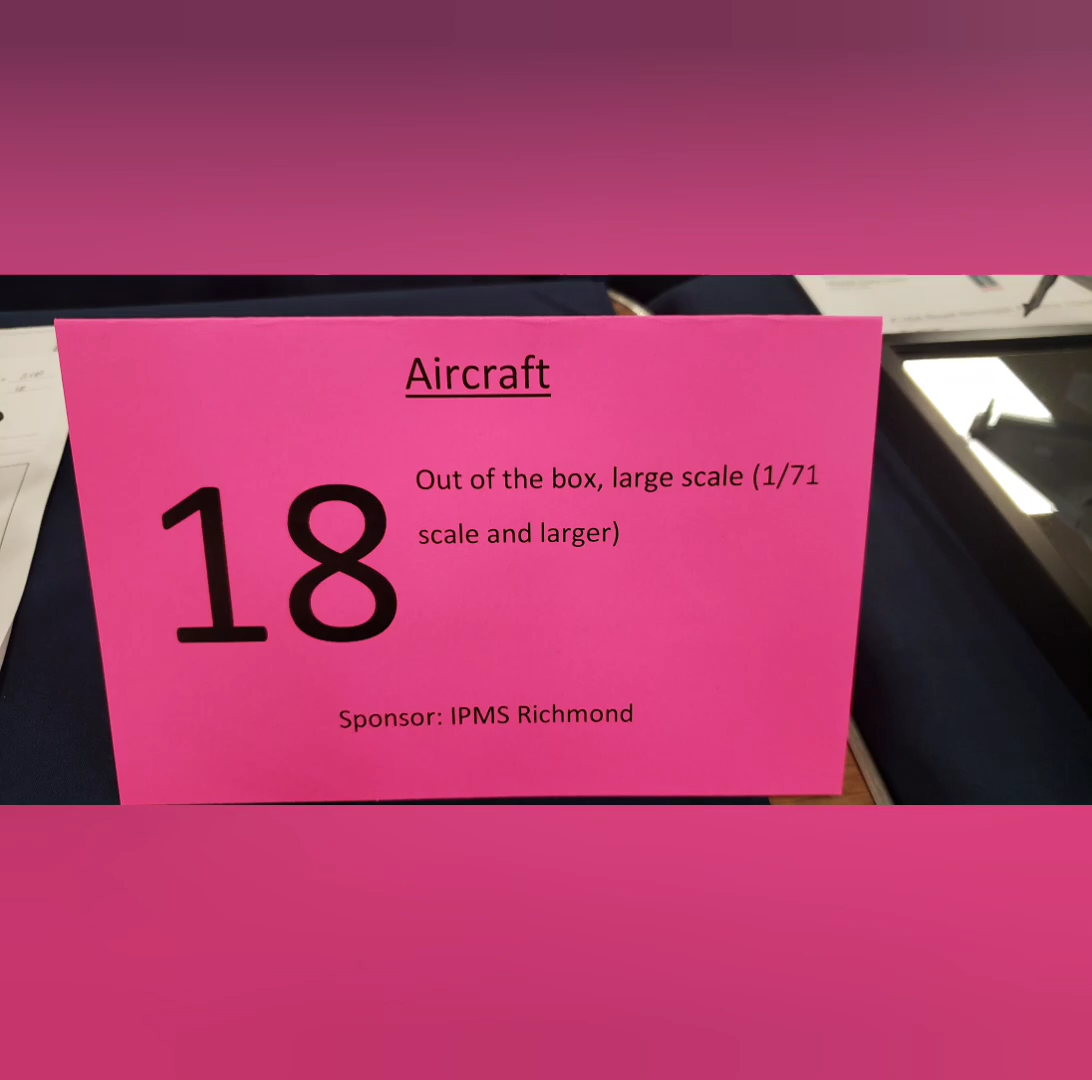 Aircraft
18
Out of the box, large scale (1/71
scale and larger)
Sponsor: IPMS Richmond